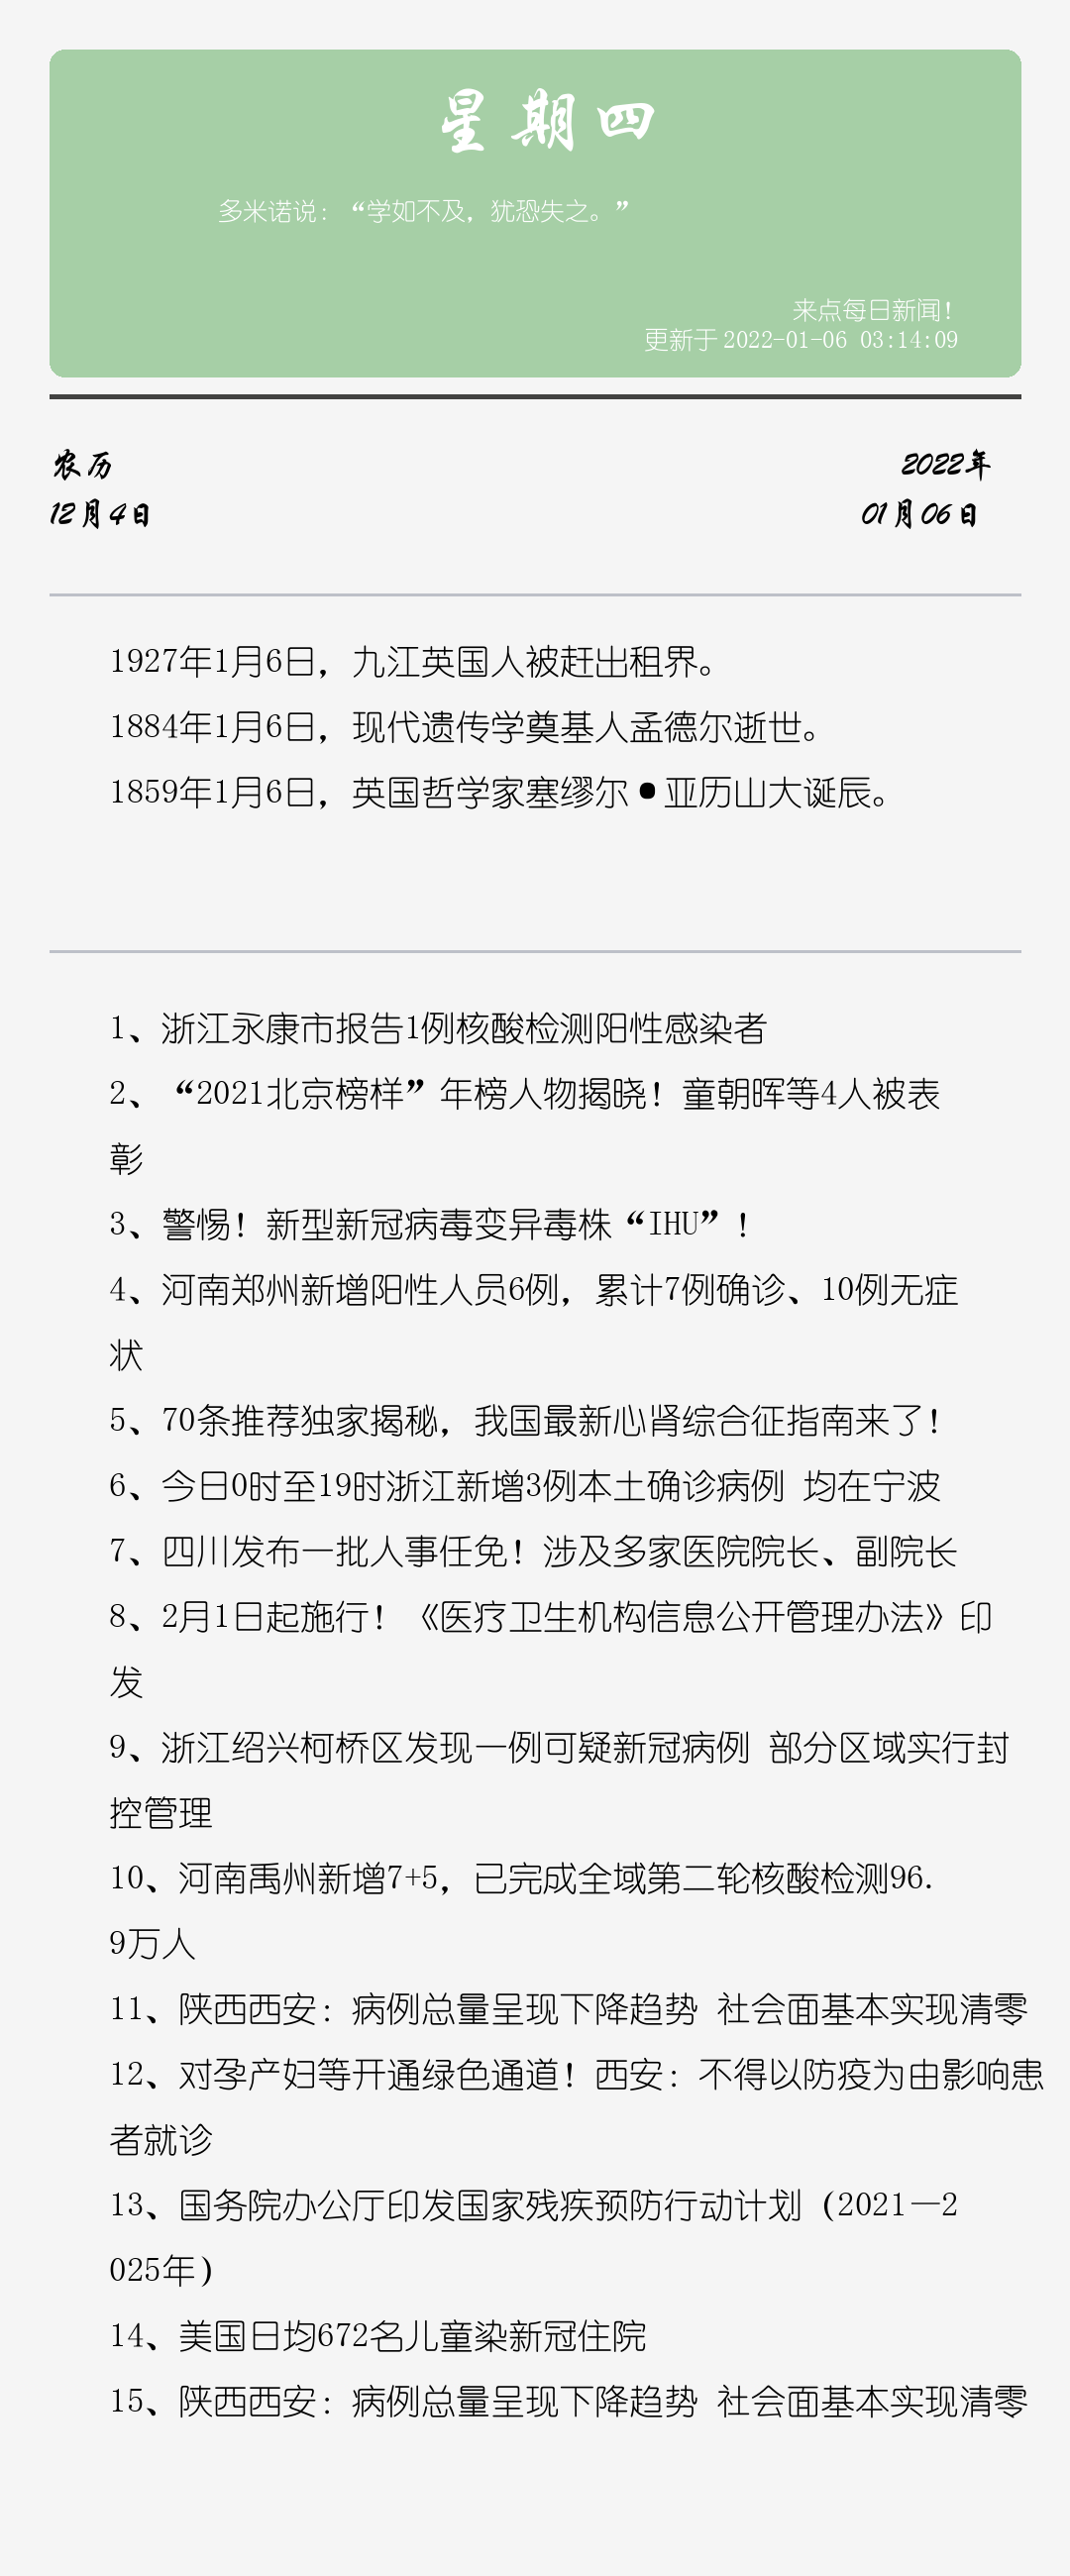 星期四
多米诺说：“学如不及，犹恐失之。”
来点每日新闻！
更新于 2022-01-06 03:14:09
农历
2022年
12月4日
01月06日
1927年1月6日，九江英国人被赶出租界。
1884年1月6日，现代遗传学奠基人孟德尔逝世。
1859年1月6日，英国哲学家塞缪尔•亚历山大诞辰。
1、浙江永康市报告1例核酸检测阳性感染者
2、“2021北京榜样”年榜人物揭晓！童朝晖等4人被表
彰
3、警惕！新型新冠病毒变异毒株“IHU”！
4、河南郑州新增阳性人员6例，累计7例确诊、10例无症
状
5、70条推荐独家揭秘，我国最新心肾综合征指南来了！
6、今日0时至19时浙江新增3例本土确诊病例 均在宁波
7、四川发布一批人事任免！涉及多家医院院长、副院长
8、2月1日起施行！《医疗卫生机构信息公开管理办法》印
发
9、浙江绍兴柯桥区发现一例可疑新冠病例 部分区域实行封
控管理
10、河南禹州新增7+5，已完成全域第二轮核酸检测96.
9万人
11、陕西西安：病例总量呈现下降趋势 社会面基本实现清零
12、对孕产妇等开通绿色通道！西安：不得以防疫为由影响患
者就诊
13、国务院办公厅印发国家残疾预防行动计划（2021—2
025年）
14、美国日均672名儿童染新冠住院
15、陕西西安：病例总量呈现下降趋势 社会面基本实现清零